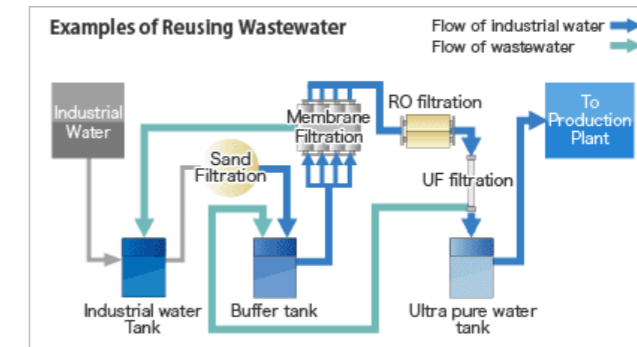 Examples of Reusing Wastewater
Flow of industrial water
Flow of wastewater
Industrial
Water
Membrane
Filtration
RO filtration
To
Production
Plant
Sand
Filtration
UF filtration
Industrial water
Tank
Buffer tank
Ultra pure water
tank